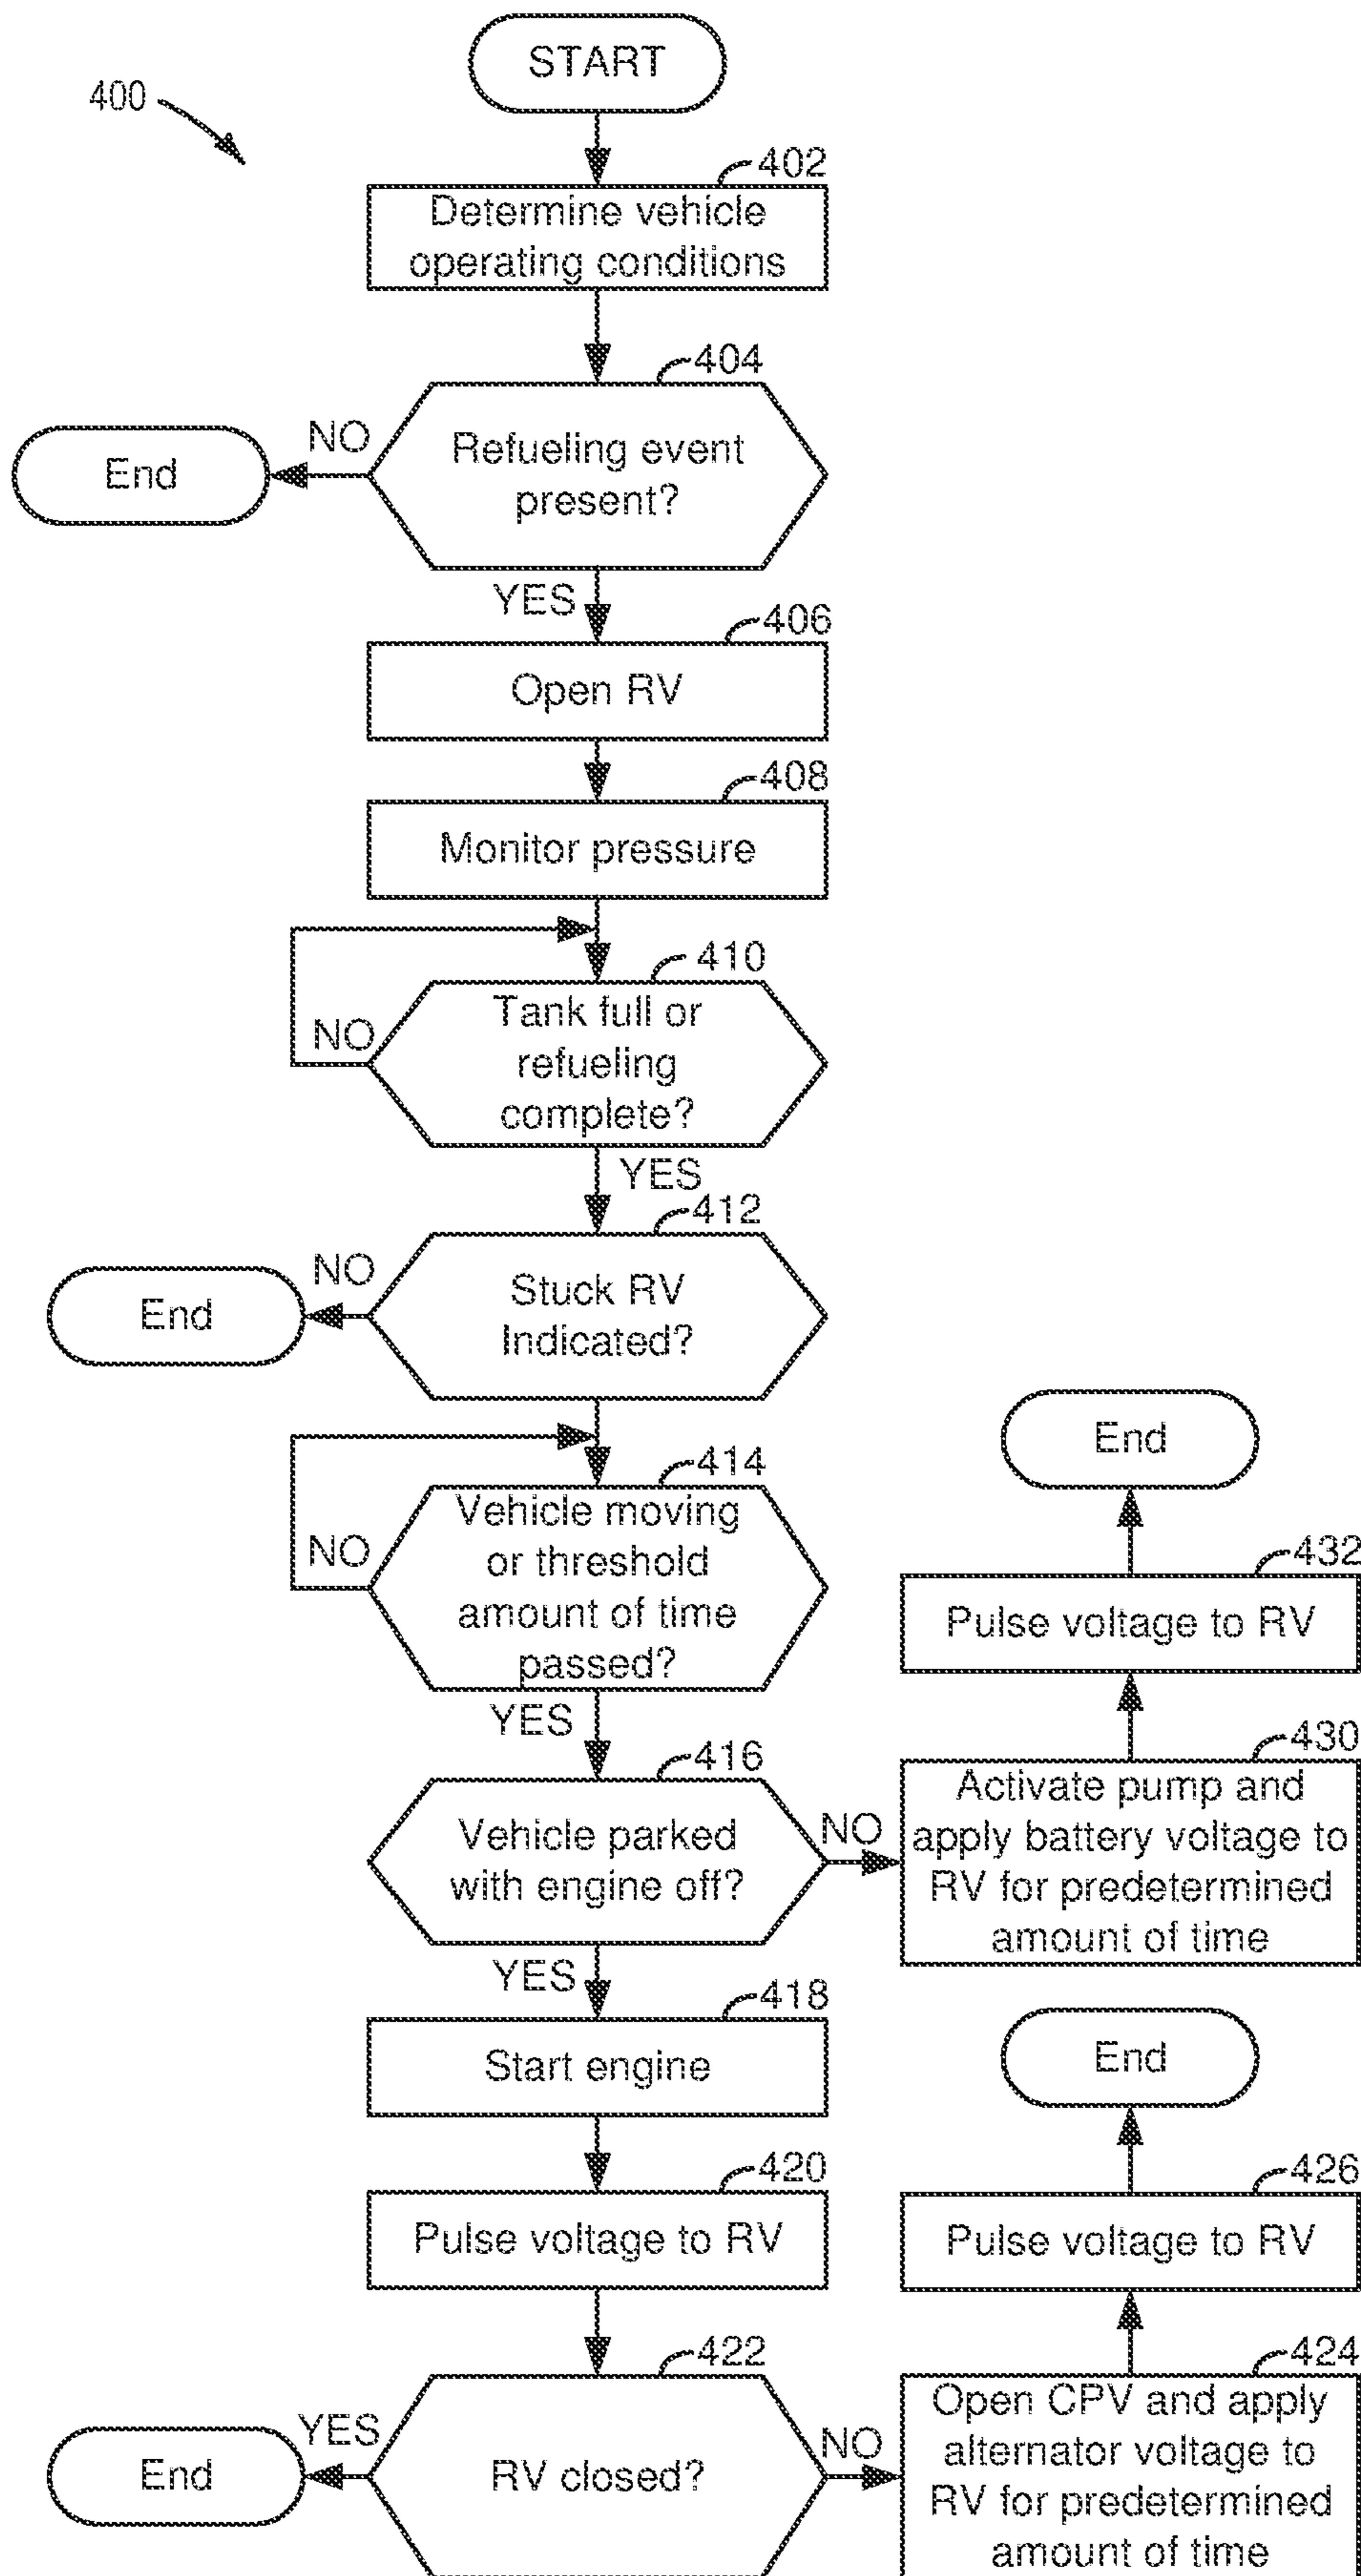 START
400
402
Determine vehicle
operating conditions
404
NO
End
Refueling event
present?
YES
406
Open RV
408
Monitor pressure
410
Tank full or
refueling
complete?
NO
YES
412
NO
End
Stuck RV
Indicated?
414
Vehicle moving
or threshold
amount of time
passed?
NO
YES
End
432
Pulse voltage to RV
430
Activate pump and
apply battery voltage to
RV for predetermined
amount of time
416
Vehicle parked
with engine off?
NO
YES
418
Start engine
420
Pulse voltage to RV
End
426
Pulse voltage to RV
422
YES
End
RV closed?
NO
424
Open CPV and apply
alternator voltage to
RV for predetermined
amount of time